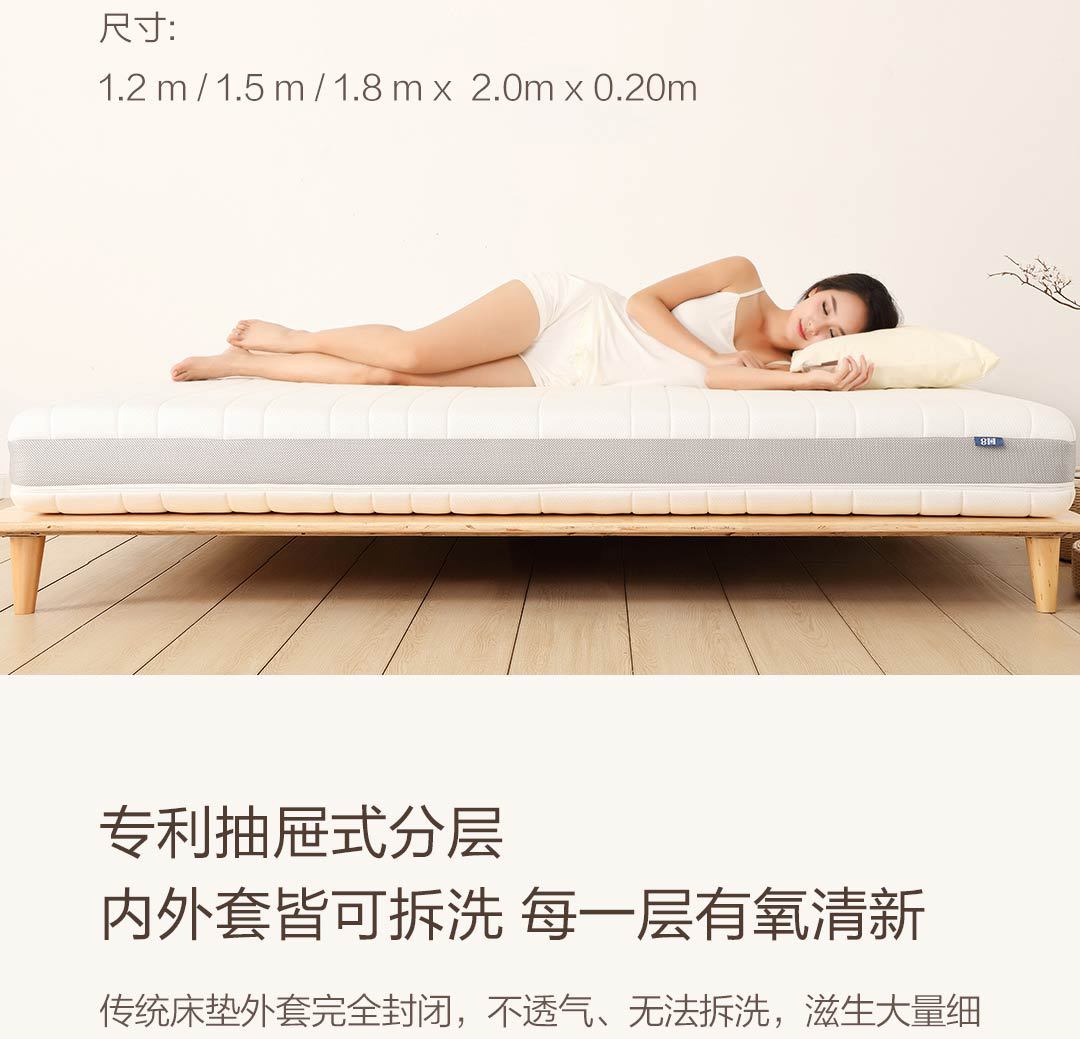 尺寸:
1.2 m / 1.5 m / 1.8 m x 2.0m x 0.20m
专利抽屉式分层
内外套皆可拆洗 每一层有氧清新
传统床垫外套完全封闭，不透气、无法拆洗，滋生大量细